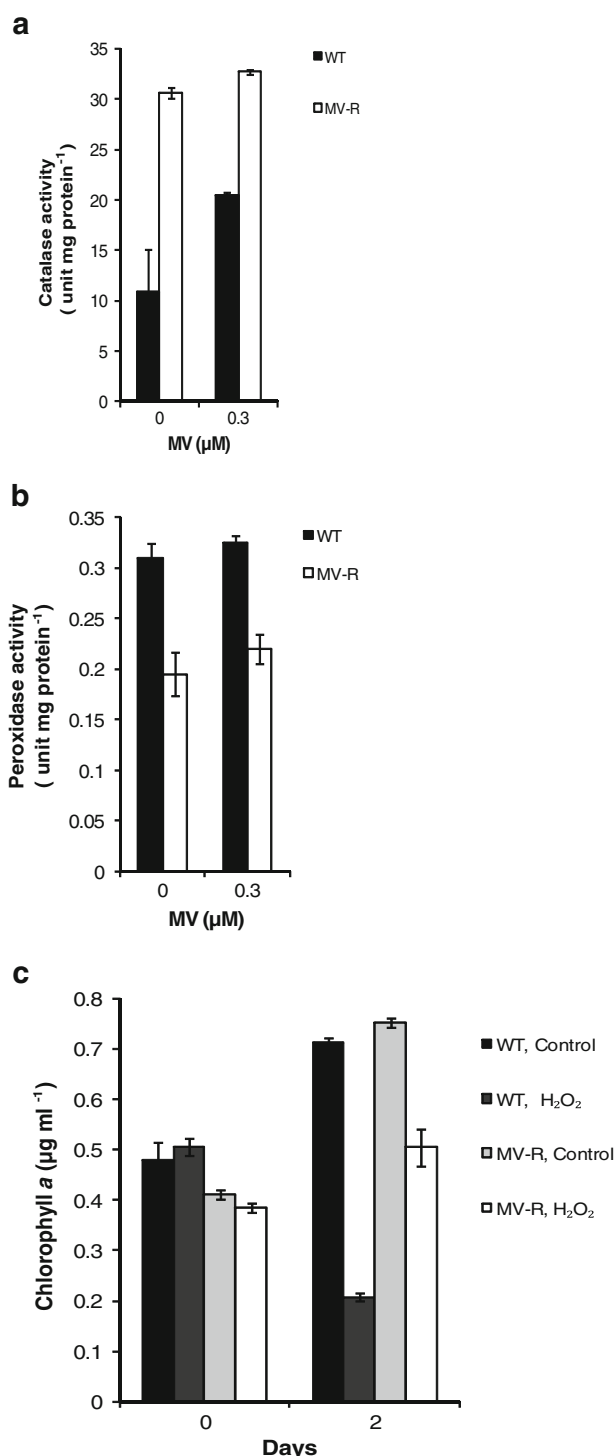 a
Catalase activity
( unit mg protein⁻¹)
35
30
25
20
15
10
5
0
0 0.3
MV (µM)
WT
MV-R
b
Peroxidase activity
( unit mg protein⁻¹)
0.35
0.3
0.25
0.2
0.15
0.1
0.05
0
0 0.3
MV (µM)
WT
MV-R
c
Chlorophyll a (µg ml ⁻¹)
0.8
0.7
0.6
0.5
0.4
0.3
0.2
0.1
0
0 2
Days
WT, Control
WT, H₂O₂
MV-R, Control
MV-R, H₂O₂